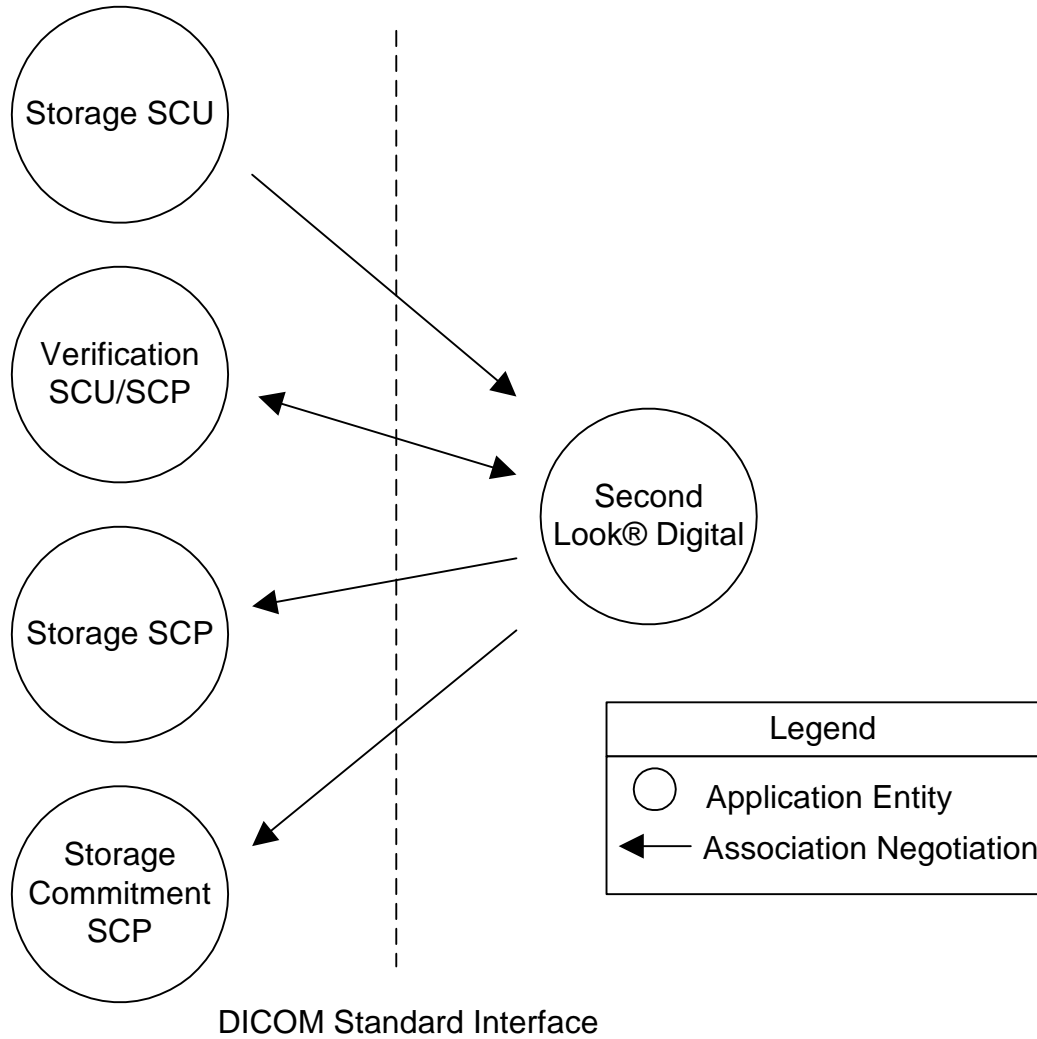 Storage SCU
Verification
SCU/SCP
Second
Look® Digital
Storage SCP
Legend
Application Entity
Association Negotiation
Storage
Commitment
SCP
DICOM Standard Interface